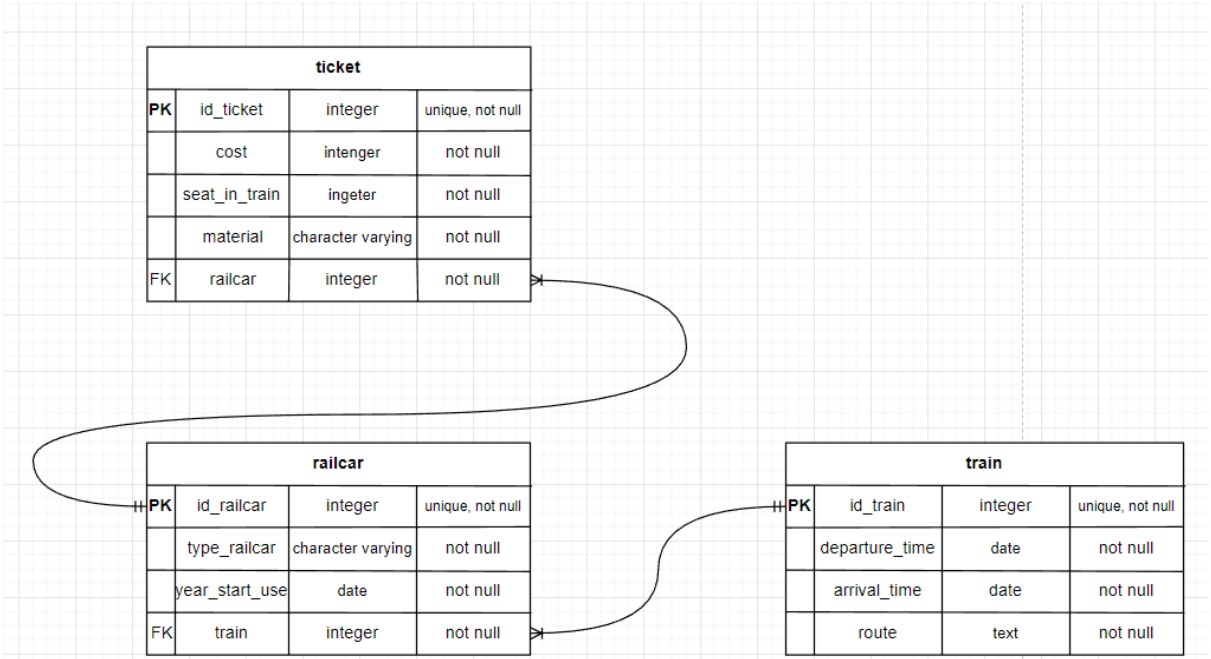 ticket
PK id_ticket integer unique, not null
cost intenger not null
seat_in_train ingeter not null
material character varying not null
FK railcar integer not null
railcar
PK id_railcar integer unique, not null
type_railcar character varying not null
year_start_use date not null
FK train integer not null
train
PK id_train integer unique, not null
departure_time date not null
arrival_time date not null
route text not null